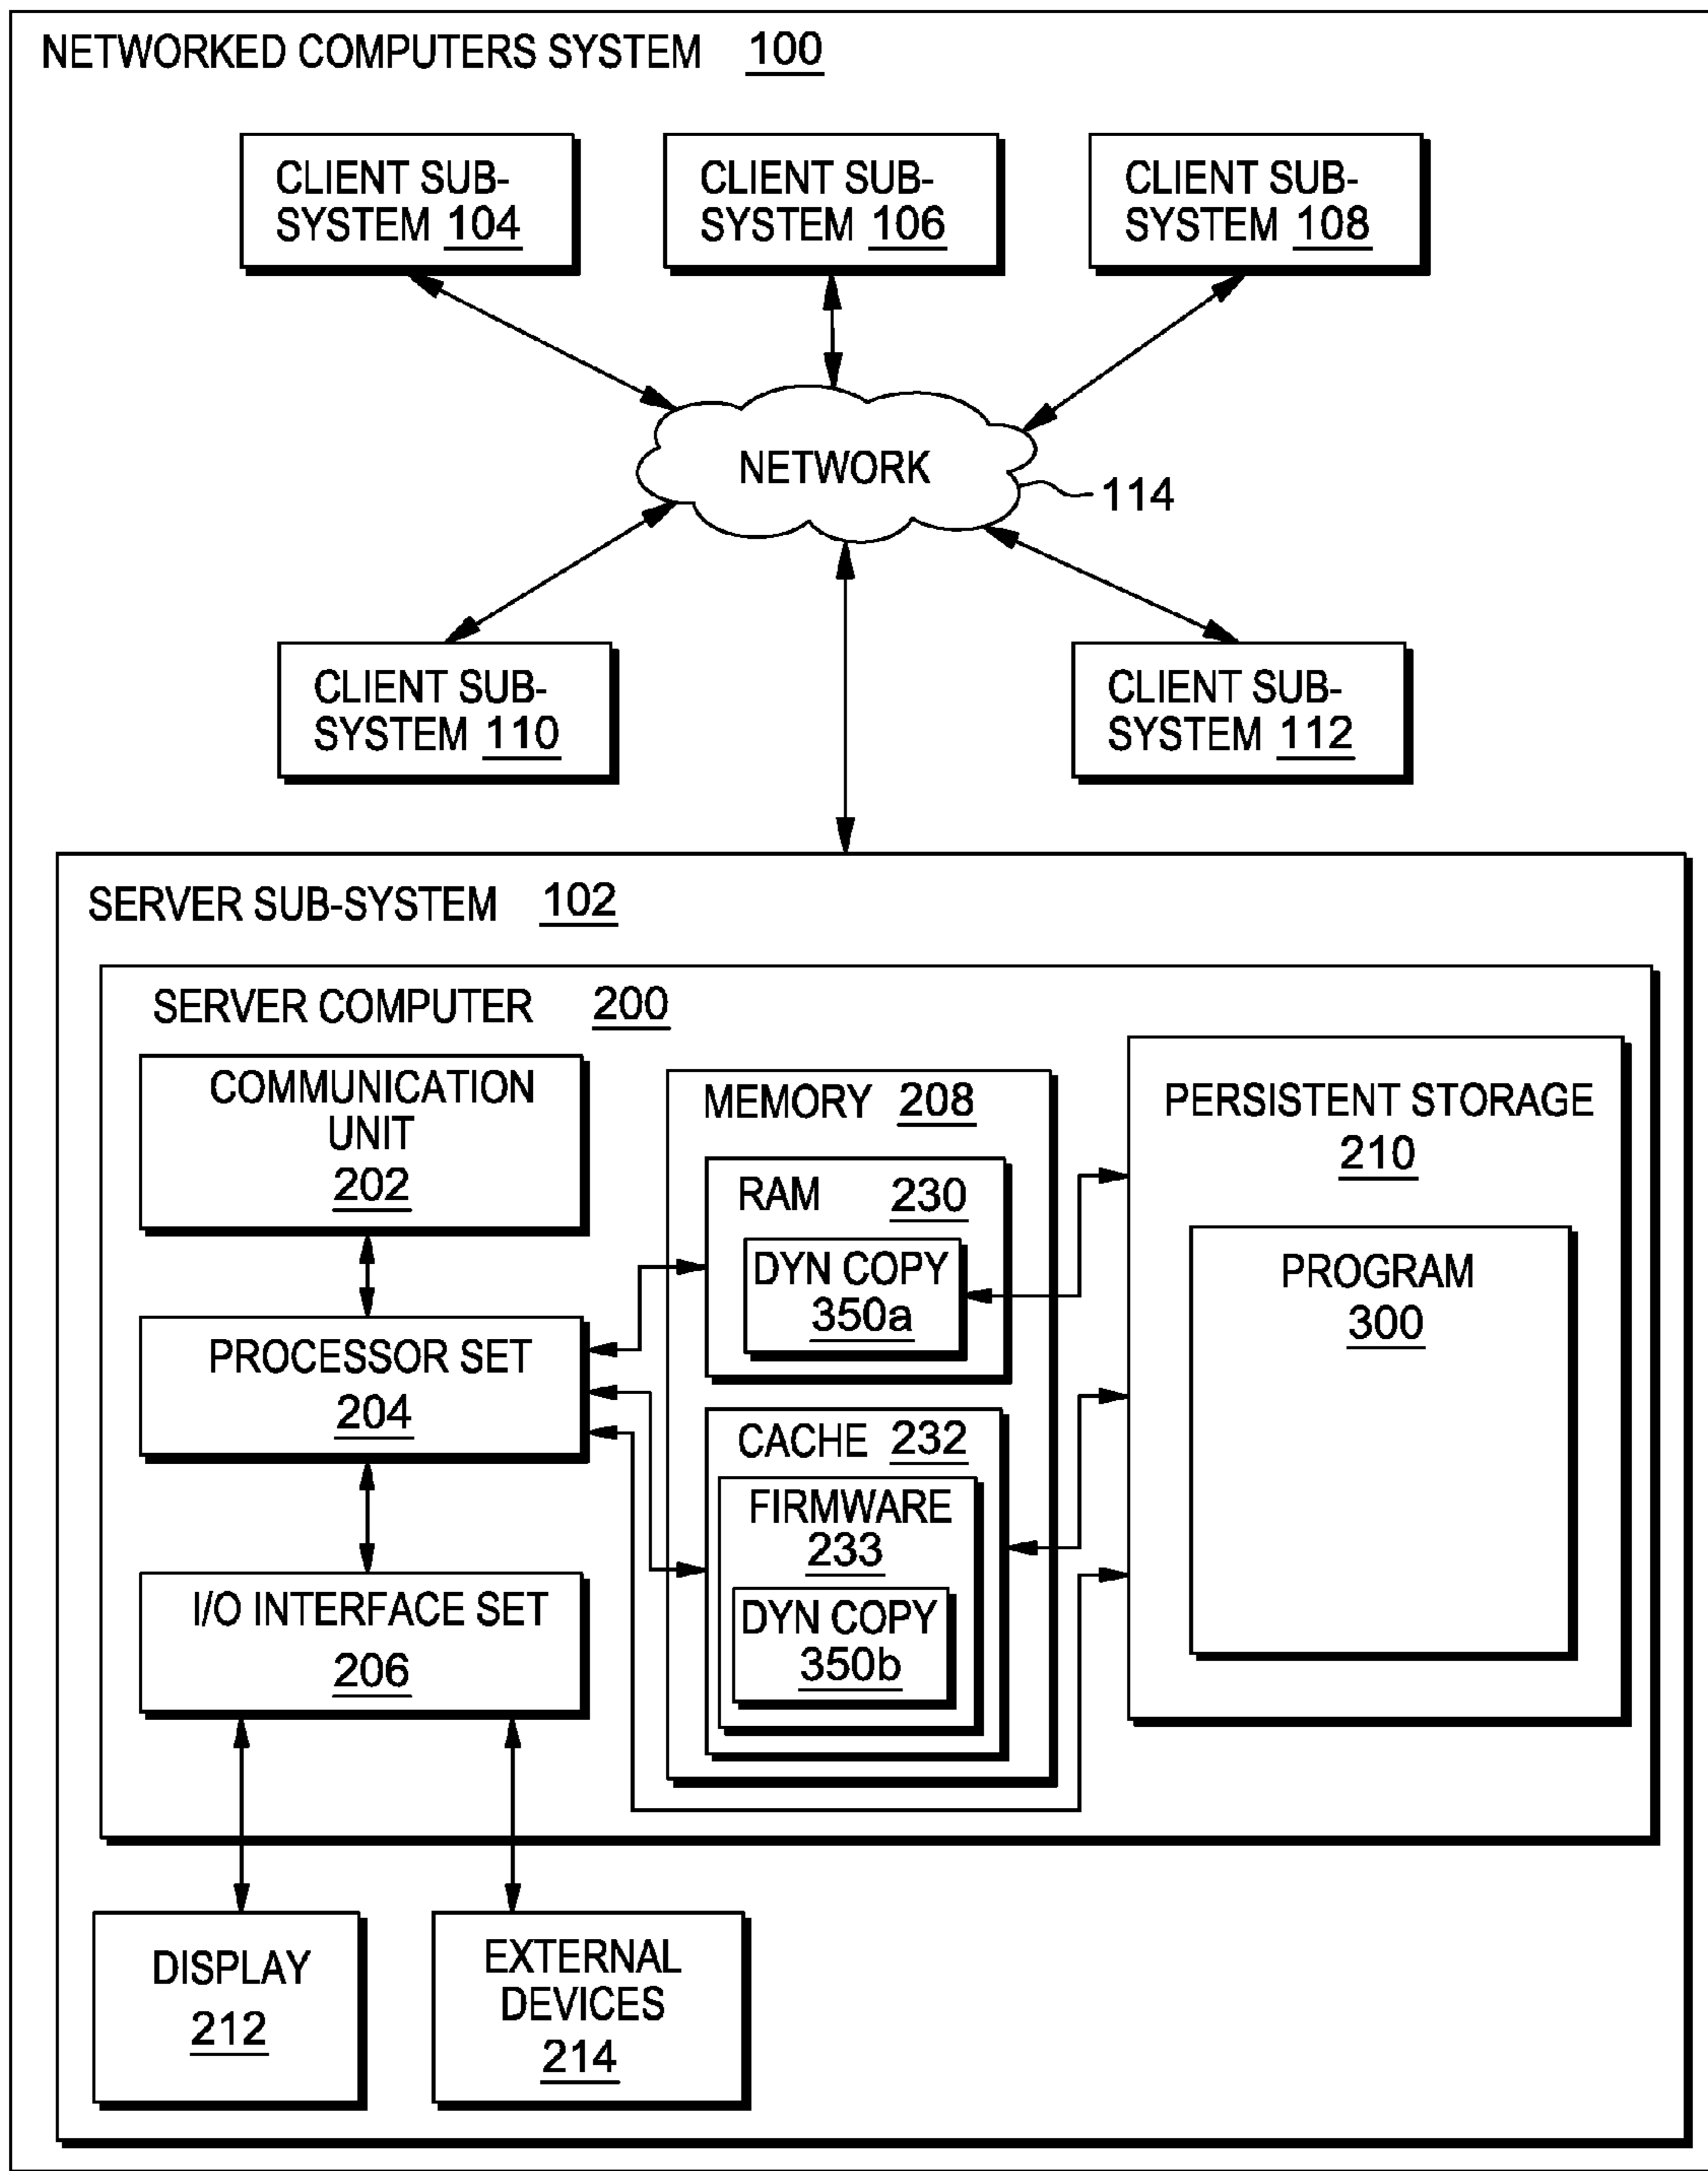 NETWORKED COMPUTERS SYSTEM 100
CLIENT SUB-
SYSTEM 104
CLIENT SUB-
SYSTEM 106
CLIENT SUB-
SYSTEM 108
NETWORK
114
CLIENT SUB-
SYSTEM 110
CLIENT SUB-
SYSTEM 112
SERVER SUB-SYSTEM 102
SERVER COMPUTER 200
COMMUNICATION
UNIT
202
PROCESSOR SET
204
I/O INTERFACE SET
206
MEMORY 208
RAM 230
DYN COPY
350a
CACHE 232
FIRMWARE
233
DYN COPY
350b
PERSISTENT STORAGE
210
PROGRAM
300
DISPLAY
212
EXTERNAL
DEVICES
214